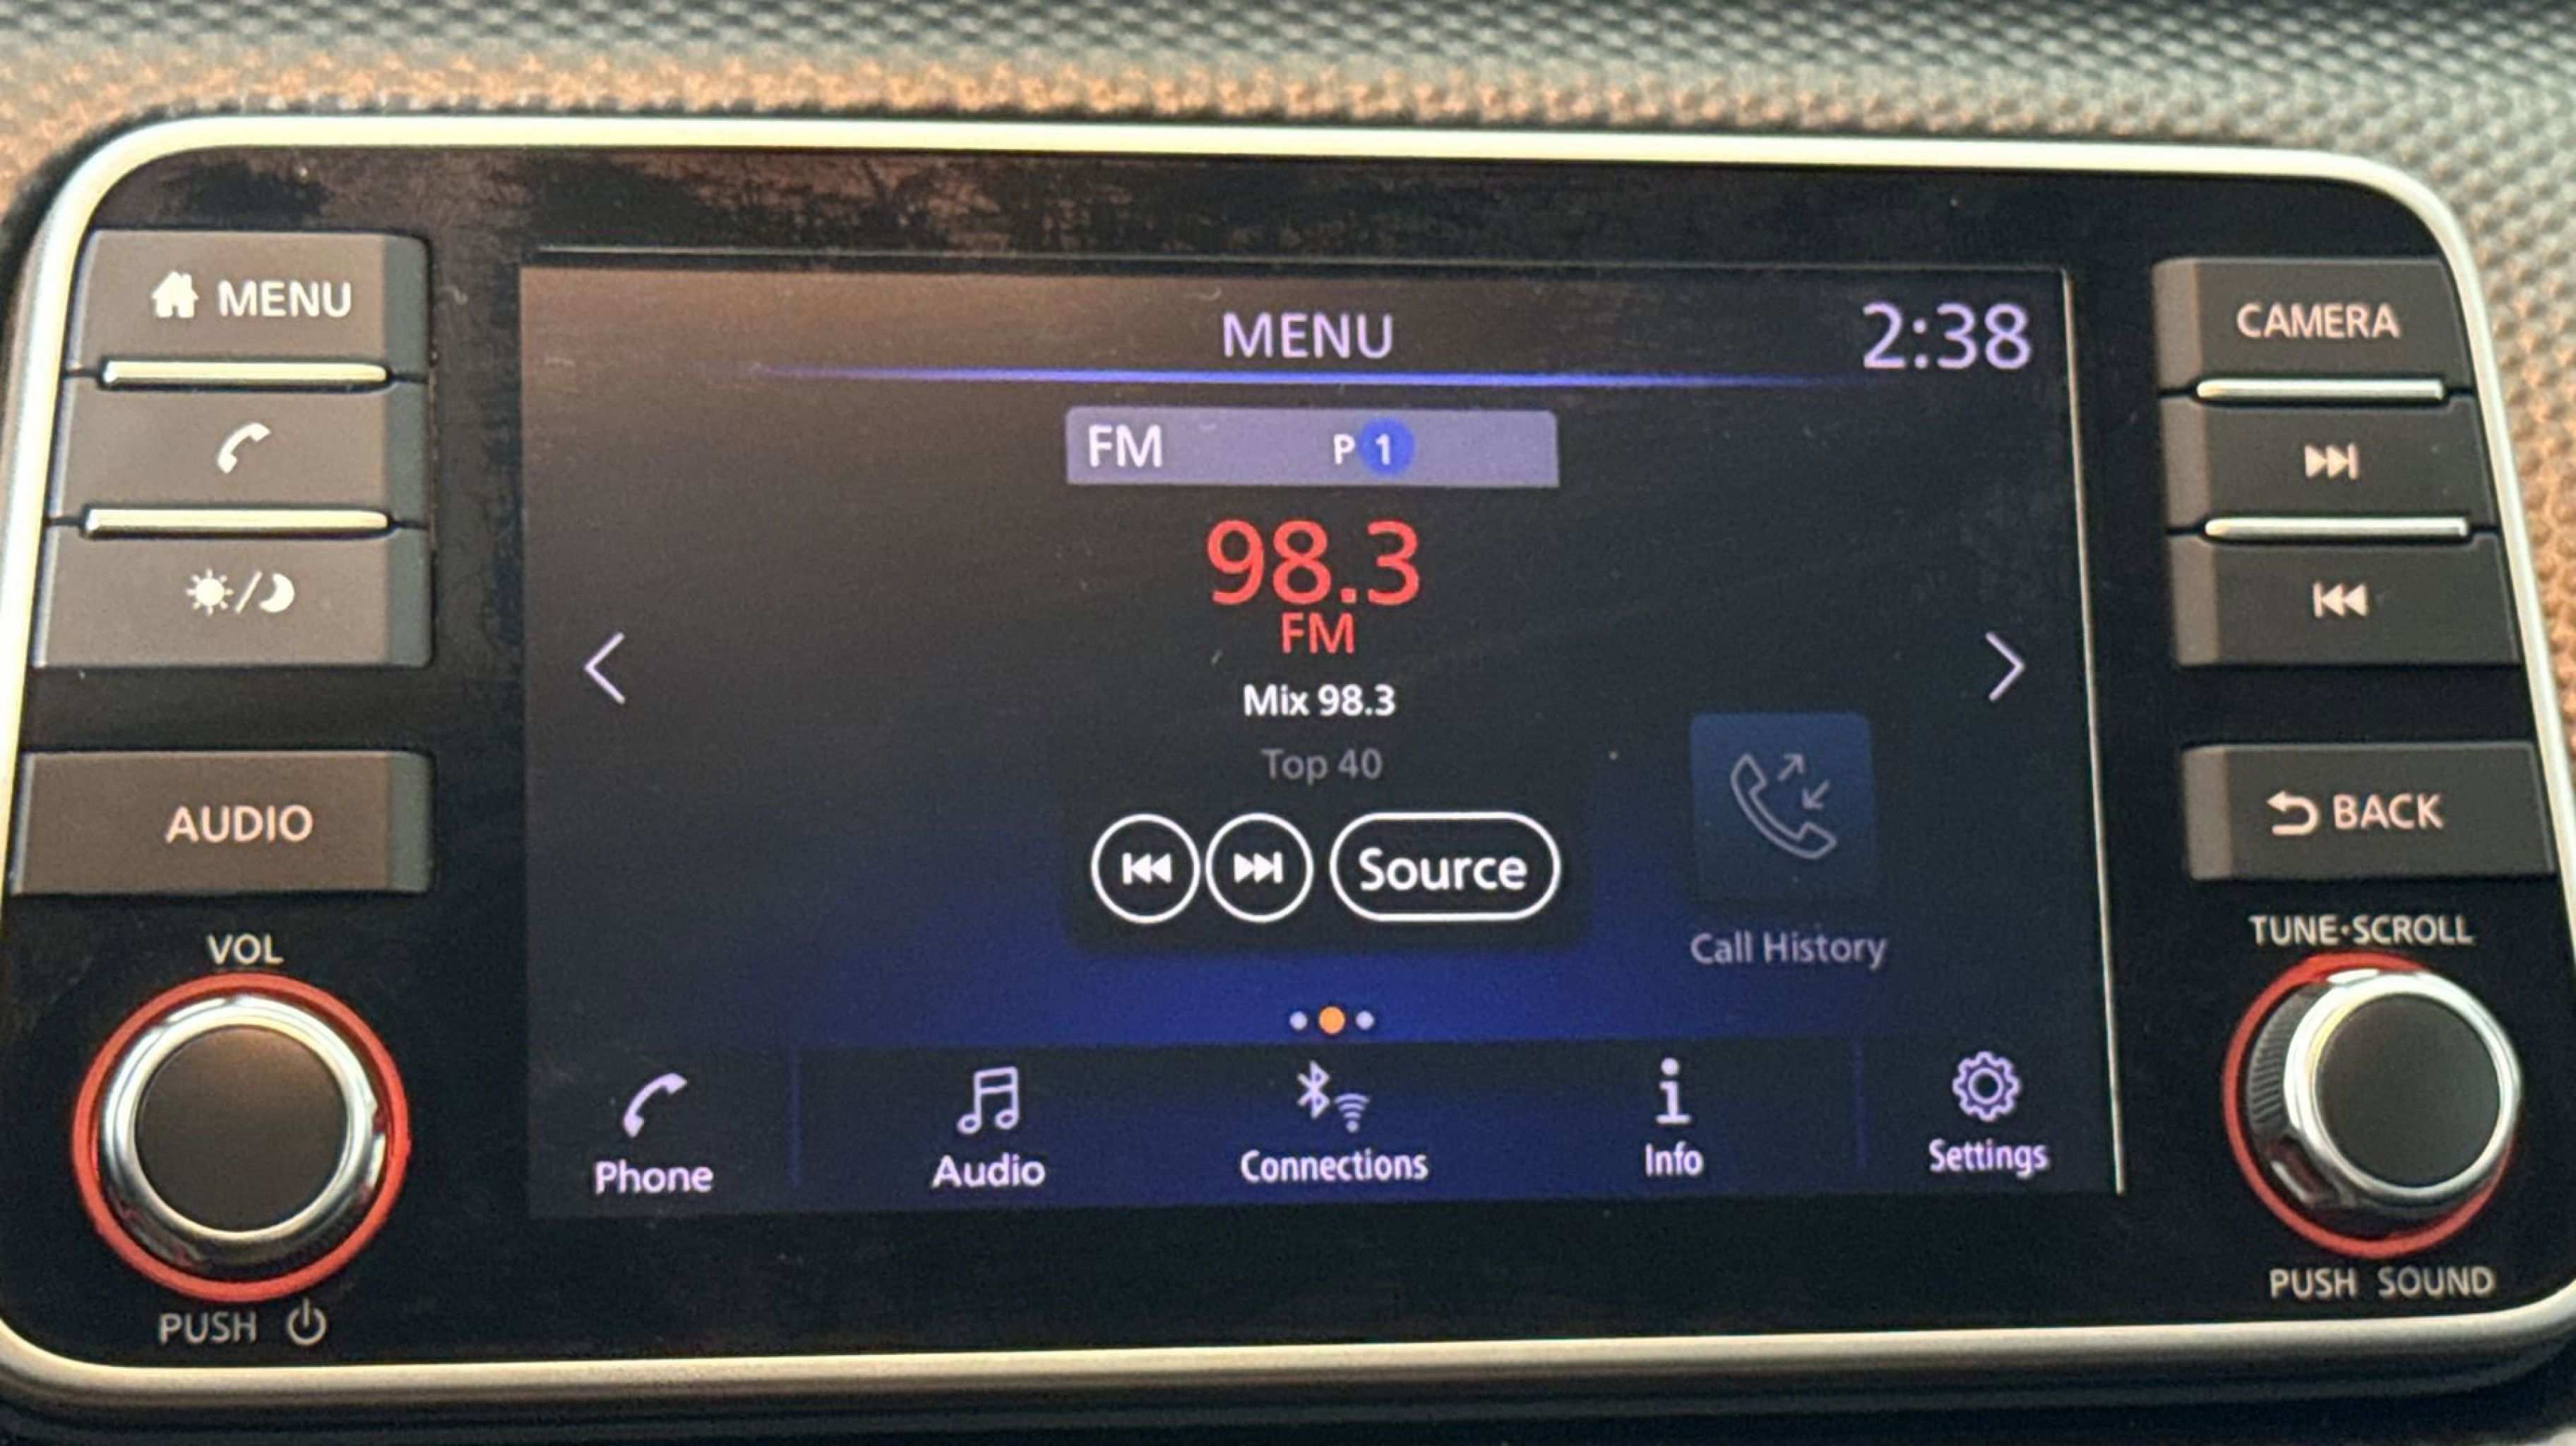 MENU
MENU
2:38
CAMERA
FM P 1
98.3
FM
Mix 98.3
Top 40
AUDIO
Source
BACK
Call History
VOL
TUNE·SCROLL
Phone
Audio
Connections
Info
Settings
PUSH
PUSH SOUND